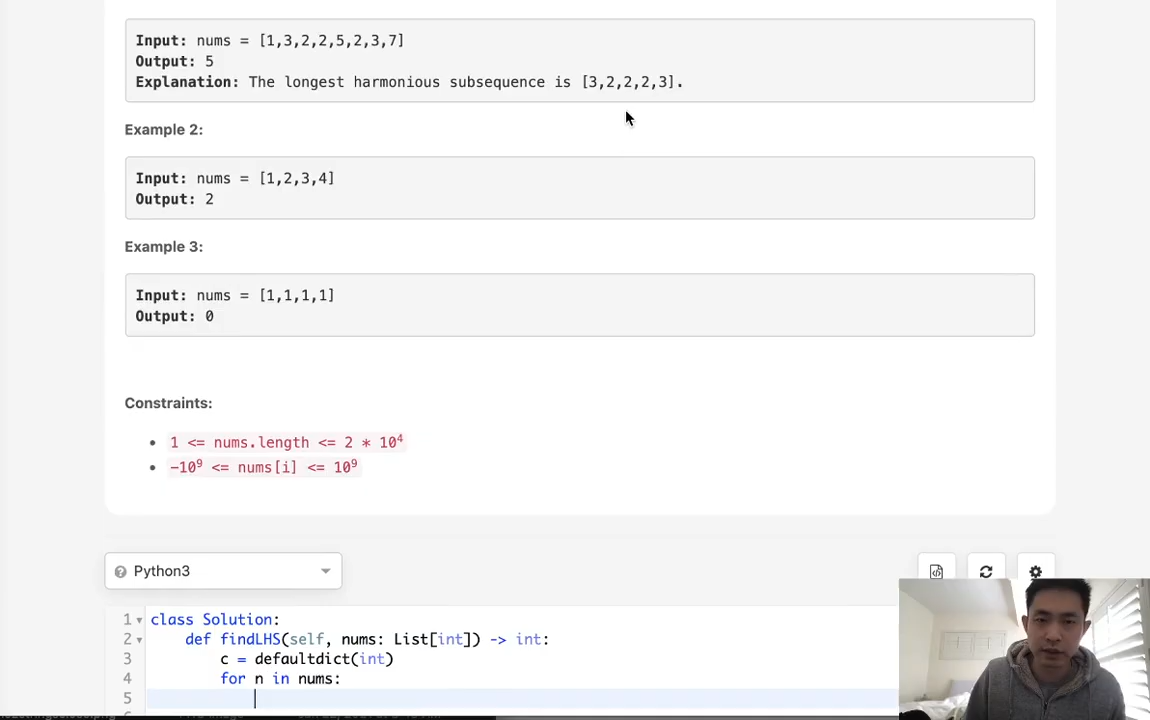 Input: nums = [1,3,2,2,5,2,3,7]
Output: 5
Explanation: The longest harmonious subsequence is [3,2,2,2,3].
Example 2:
Input: nums = [1,2,3,4]
Output: 2
Example 3:
Input: nums = [1,1,1,1]
Output: 0
Constraints:
• 1 <= nums.length <= 2 * 10⁴
• -10⁹ <= nums[i] <= 10⁹
Python3
1 class Solution:
2 def findLHS(self, nums: List[int]) -> int:
3 c = defaultdict(int)
4 for n in nums:
5